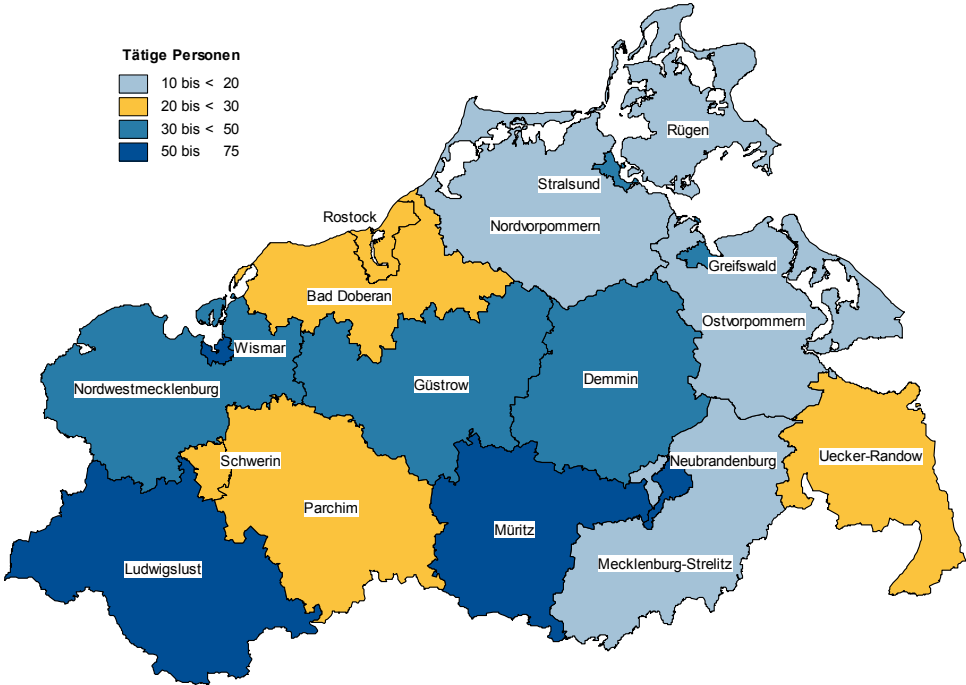 Tätige Personen
10 bis < 20
20 bis < 30
30 bis < 50
50 bis 75
Rügen
Stralsund
Nordvorpommern
Rostock
Greifswald
Bad Doberan
Ostvorpommern
Wismar
Nordwestmecklenburg
Güstrow
Demmin
Schwerin
Neubrandenburg
Uecker-Randow
Parchim
Müritz
Ludwigslust
Mecklenburg-Strelitz